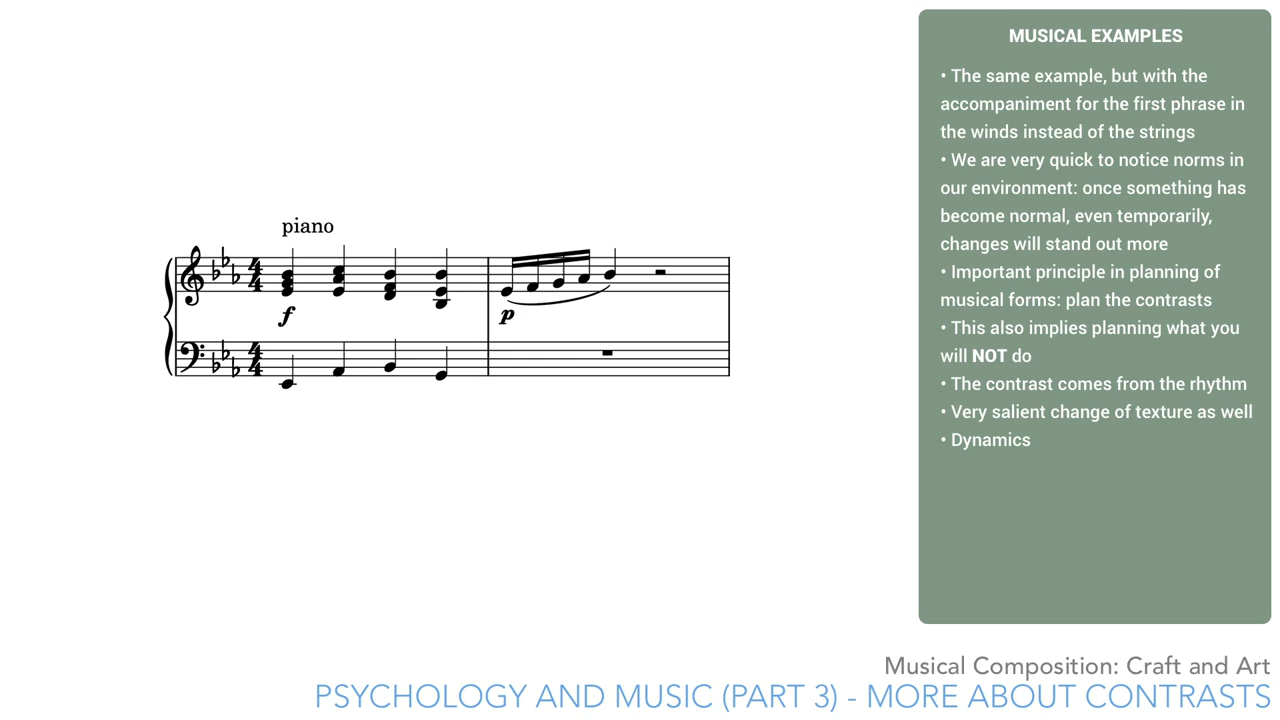 MUSICAL EXAMPLES
• The same example, but with the
accompaniment for the first phrase in
the winds instead of the strings
• We are very quick to notice norms in
our environment: once something has
become normal, even temporarily,
changes will stand out more
• Important principle in planning of
musical forms: plan the contrasts
• This also implies planning what you
will NOT do
• The contrast comes from the rhythm
• Very salient change of texture as well
• Dynamics
piano
4
4
f
p
4
4
Musical Composition: Craft and Art
PSYCHOLOGY AND MUSIC (PART 3) - MORE ABOUT CONTRASTS